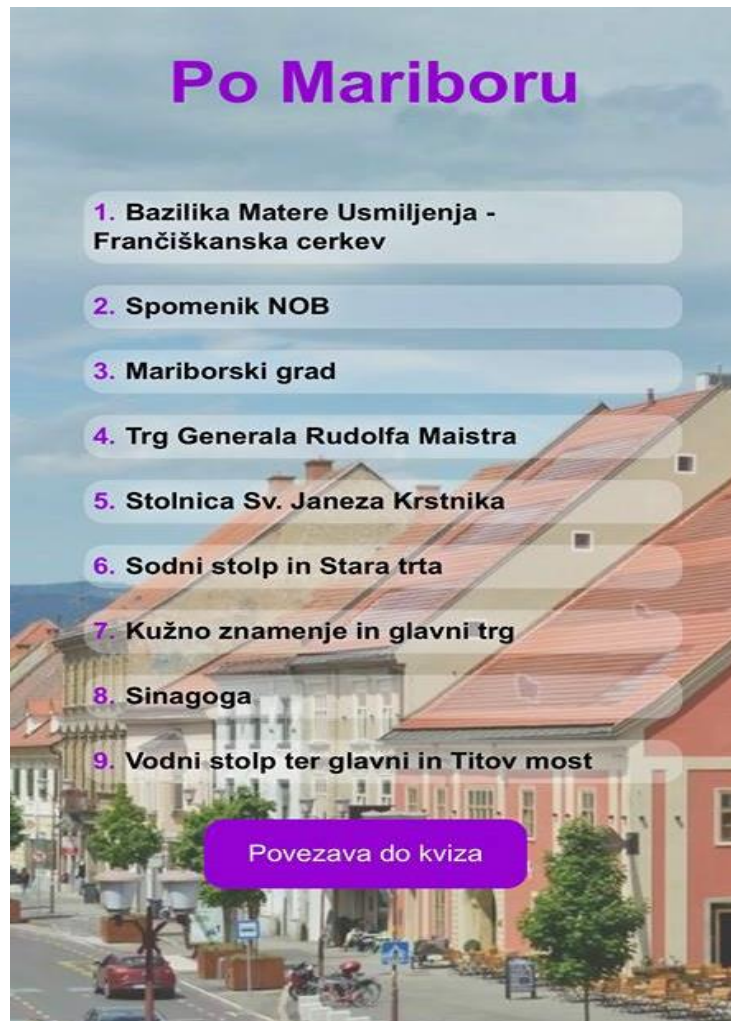 Po Mariboru
1. Bazilika Matere Usmiljenja -
Frančiškanska cerkev
2. Spomenik NOB
3. Mariborski grad
4. Trg Generala Rudolfa Maistra
5. Stolnica Sv. Janeza Krstnika
6. Sodni stolp in Stara trta
7. Kužno znamenje in glavni trg
8. Sinagoga
9. Vodni stolp ter glavni in Titov most
Povezava do kviza